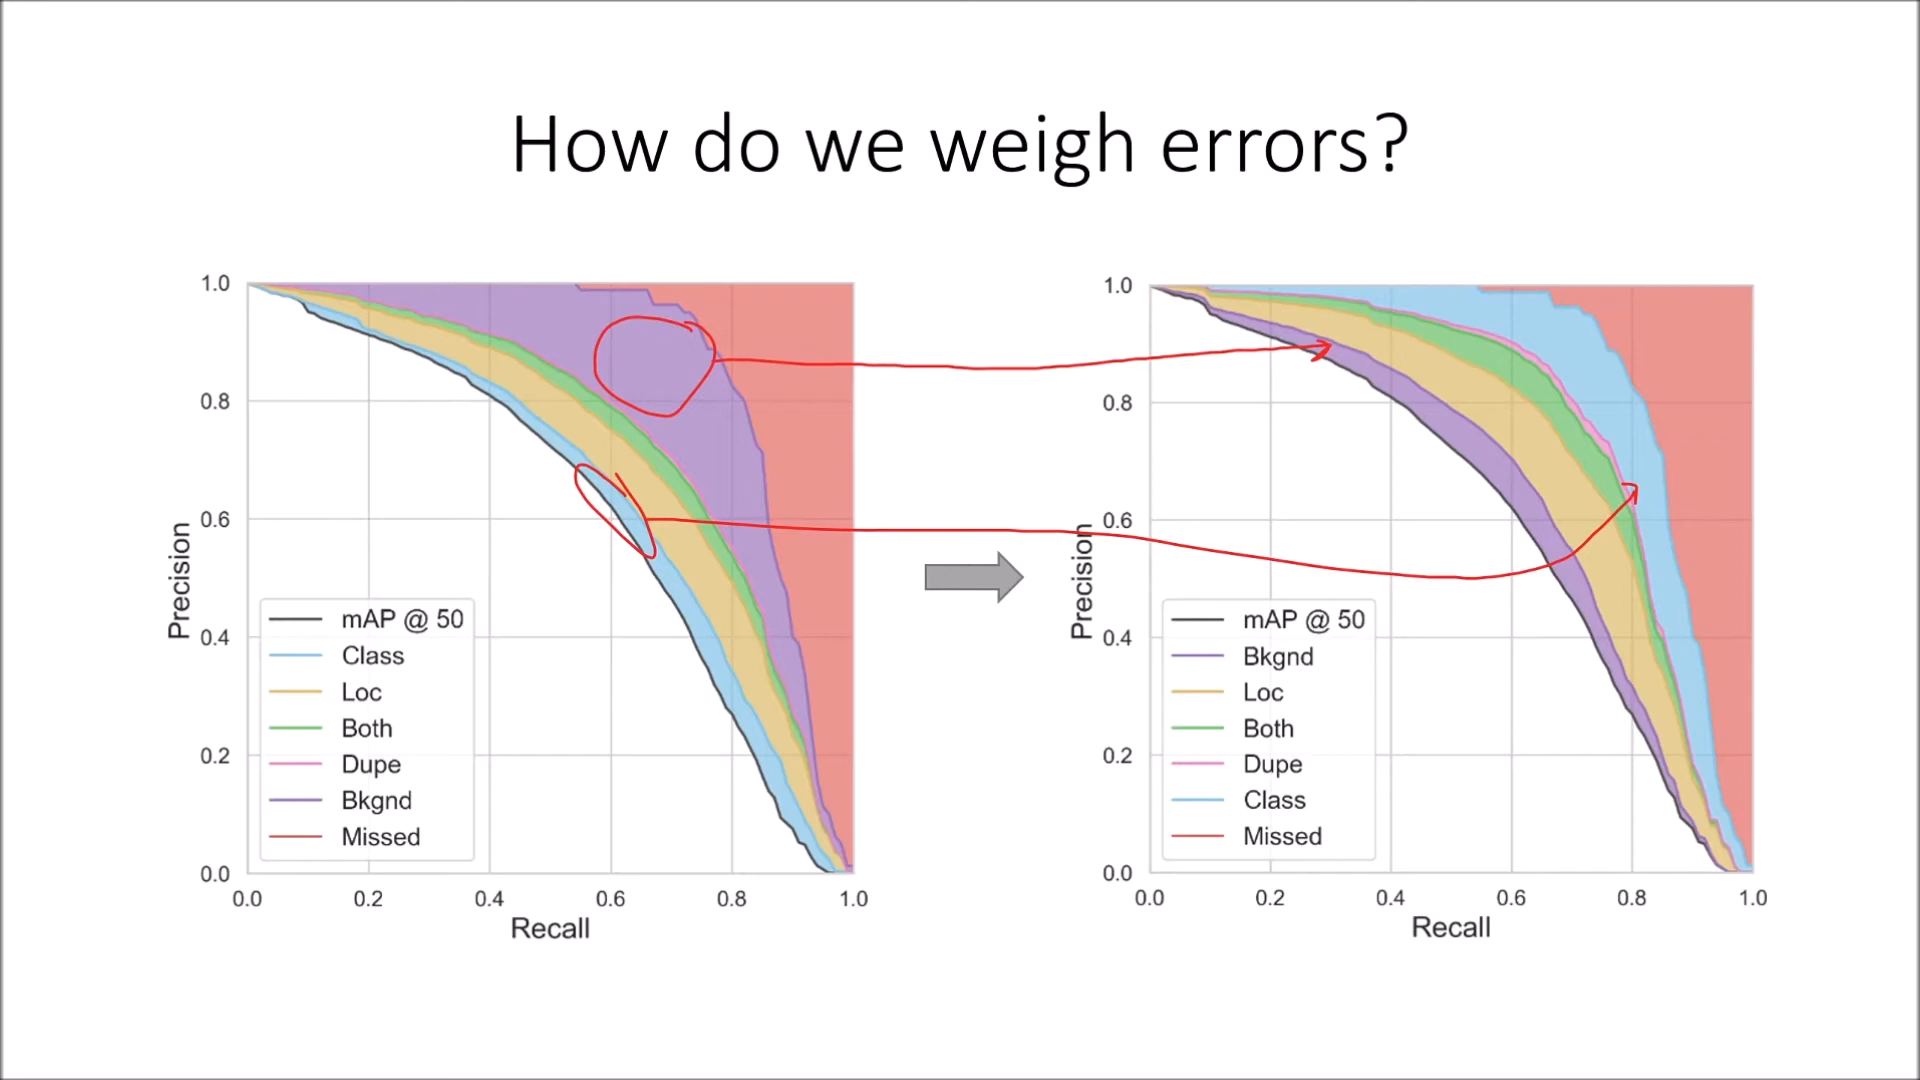 How do we weigh errors?
1.0
0.8
0.6
0.4
0.2
0.0
Precision
mAP @ 50
Class
Loc
Both
Dupe
Bkgnd
Missed
0.0 0.2 0.4 0.6 0.8 1.0
Recall
1.0
0.8
0.6
0.4
0.2
0.0
Precision
mAP @ 50
Bkgnd
Loc
Both
Dupe
Class
Missed
0.0 0.2 0.4 0.6 0.8 1.0
Recall